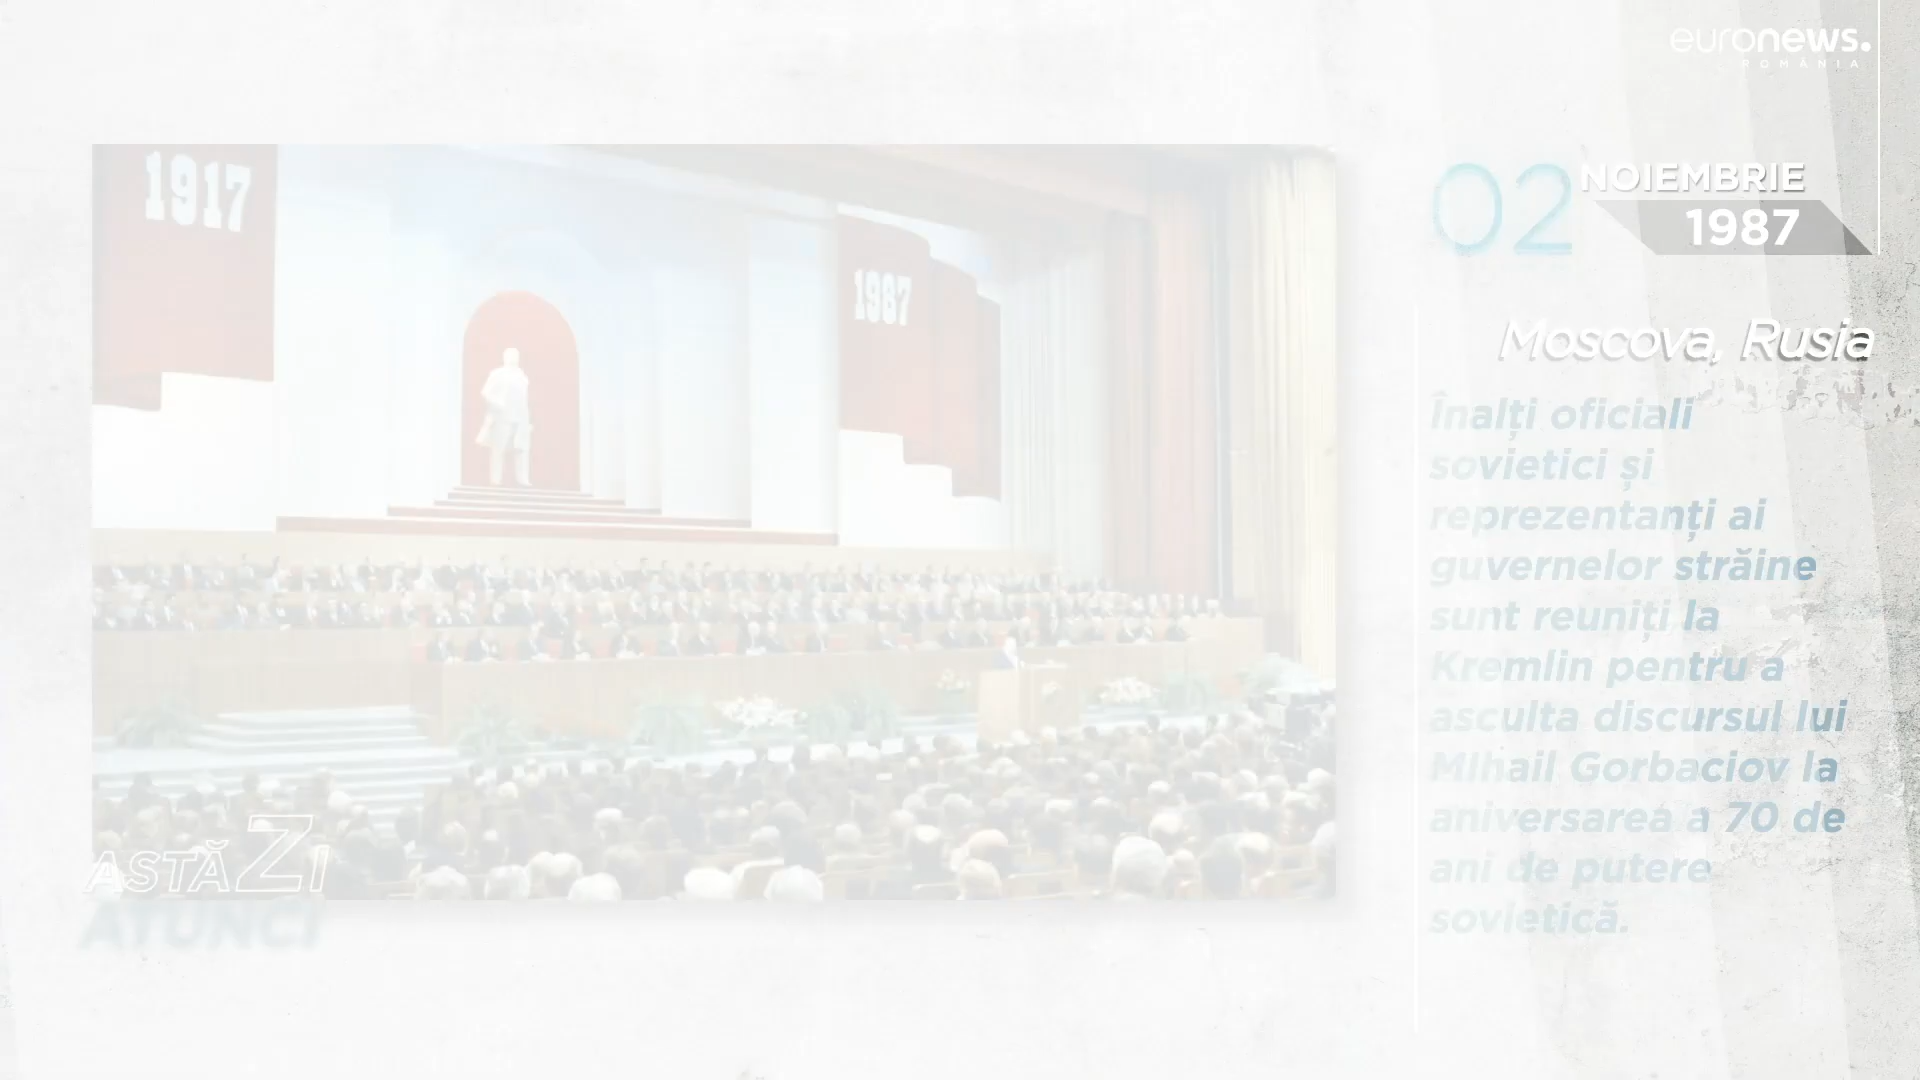 euronews.
ROMÂNIA
1917
1987
02 NOIEMBRIE
1987
Moscova, Rusia
Înalți oficiali
sovietici și
reprezentanți ai
guvernelor străine
sunt reuniți la
Kremlin pentru a
asculta discursul lui
MIhail Gorbaciov la
aniversarea a 70 de
ani de putere
sovietică.
ASTĂZI
ATUNCI